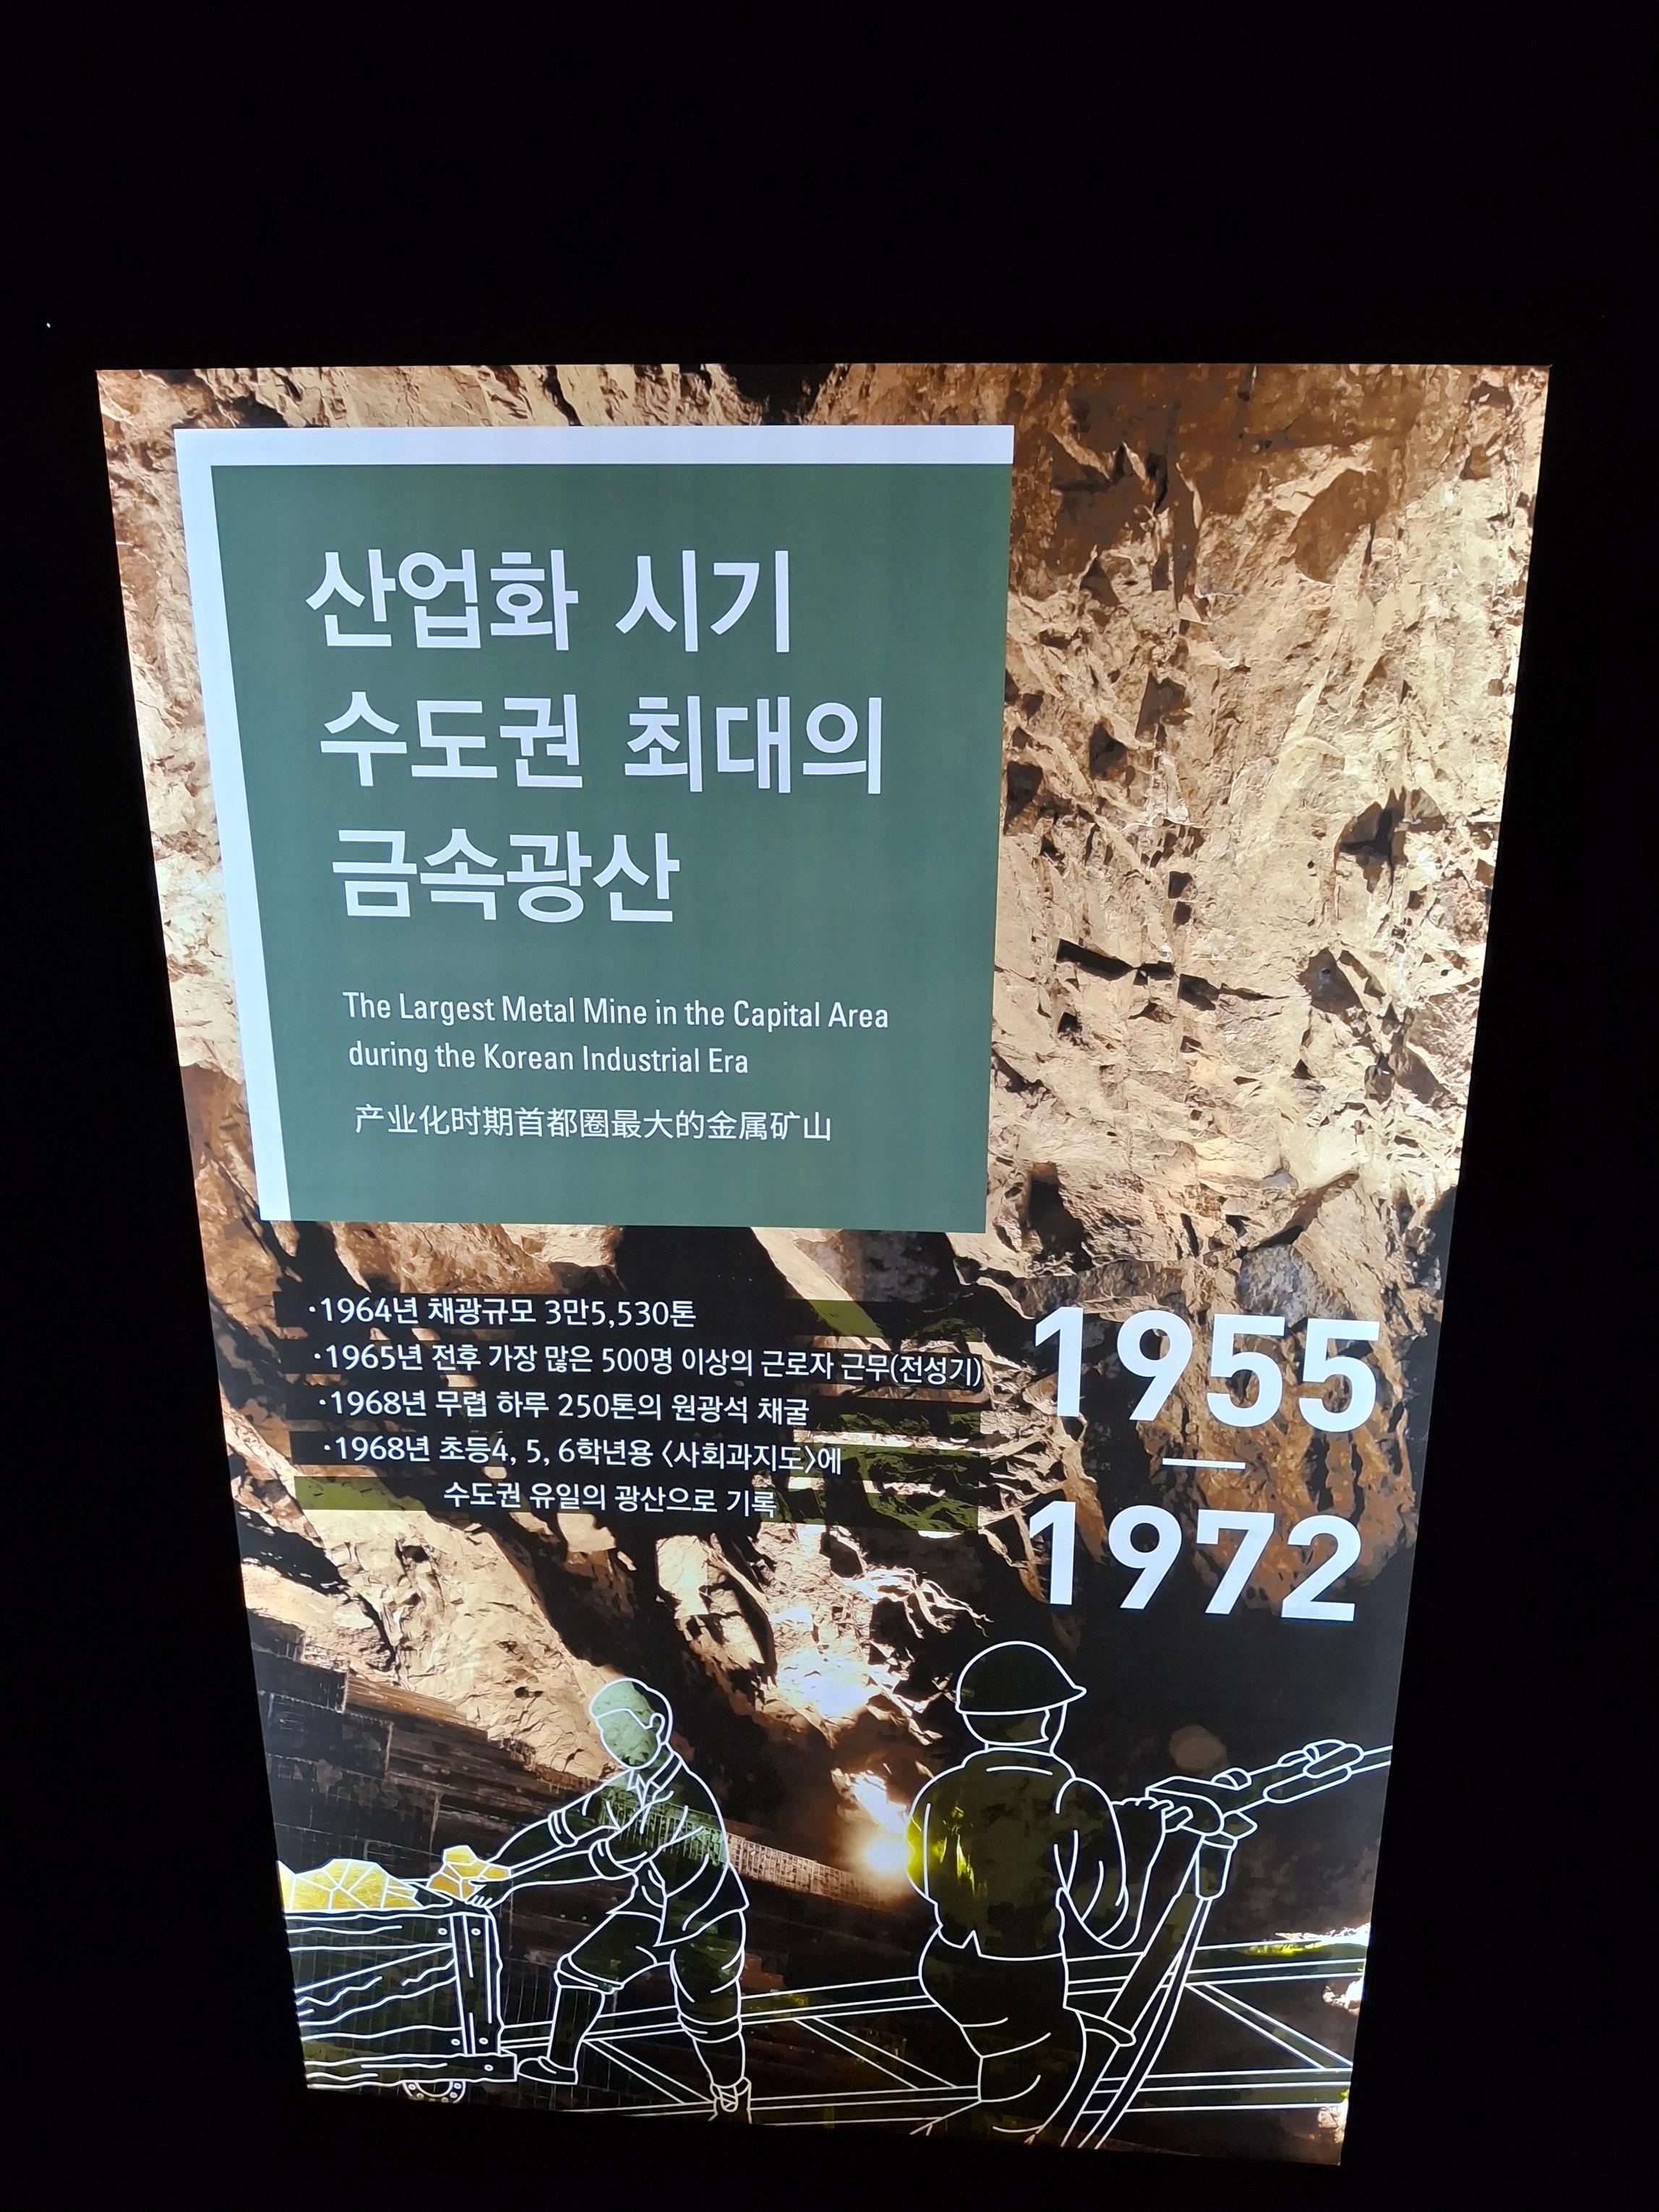 산업화 시기
수도권 최대의
금속광산
The Largest Metal Mine in the Capital Area
during the Korean Industrial Era
产业化时期首都圈最大的金属矿山
·1964년 채광규모 3만5,530톤
·1965년 전후 가장 많은 500명 이상의 근로자 근무(전성기)
·1968년 무렵 하루 250톤의 원광석 채굴
·1968년 초등4, 5, 6학년용 〈사회과지도〉에
수도권 유일의 광산으로 기록
1955
—
1972